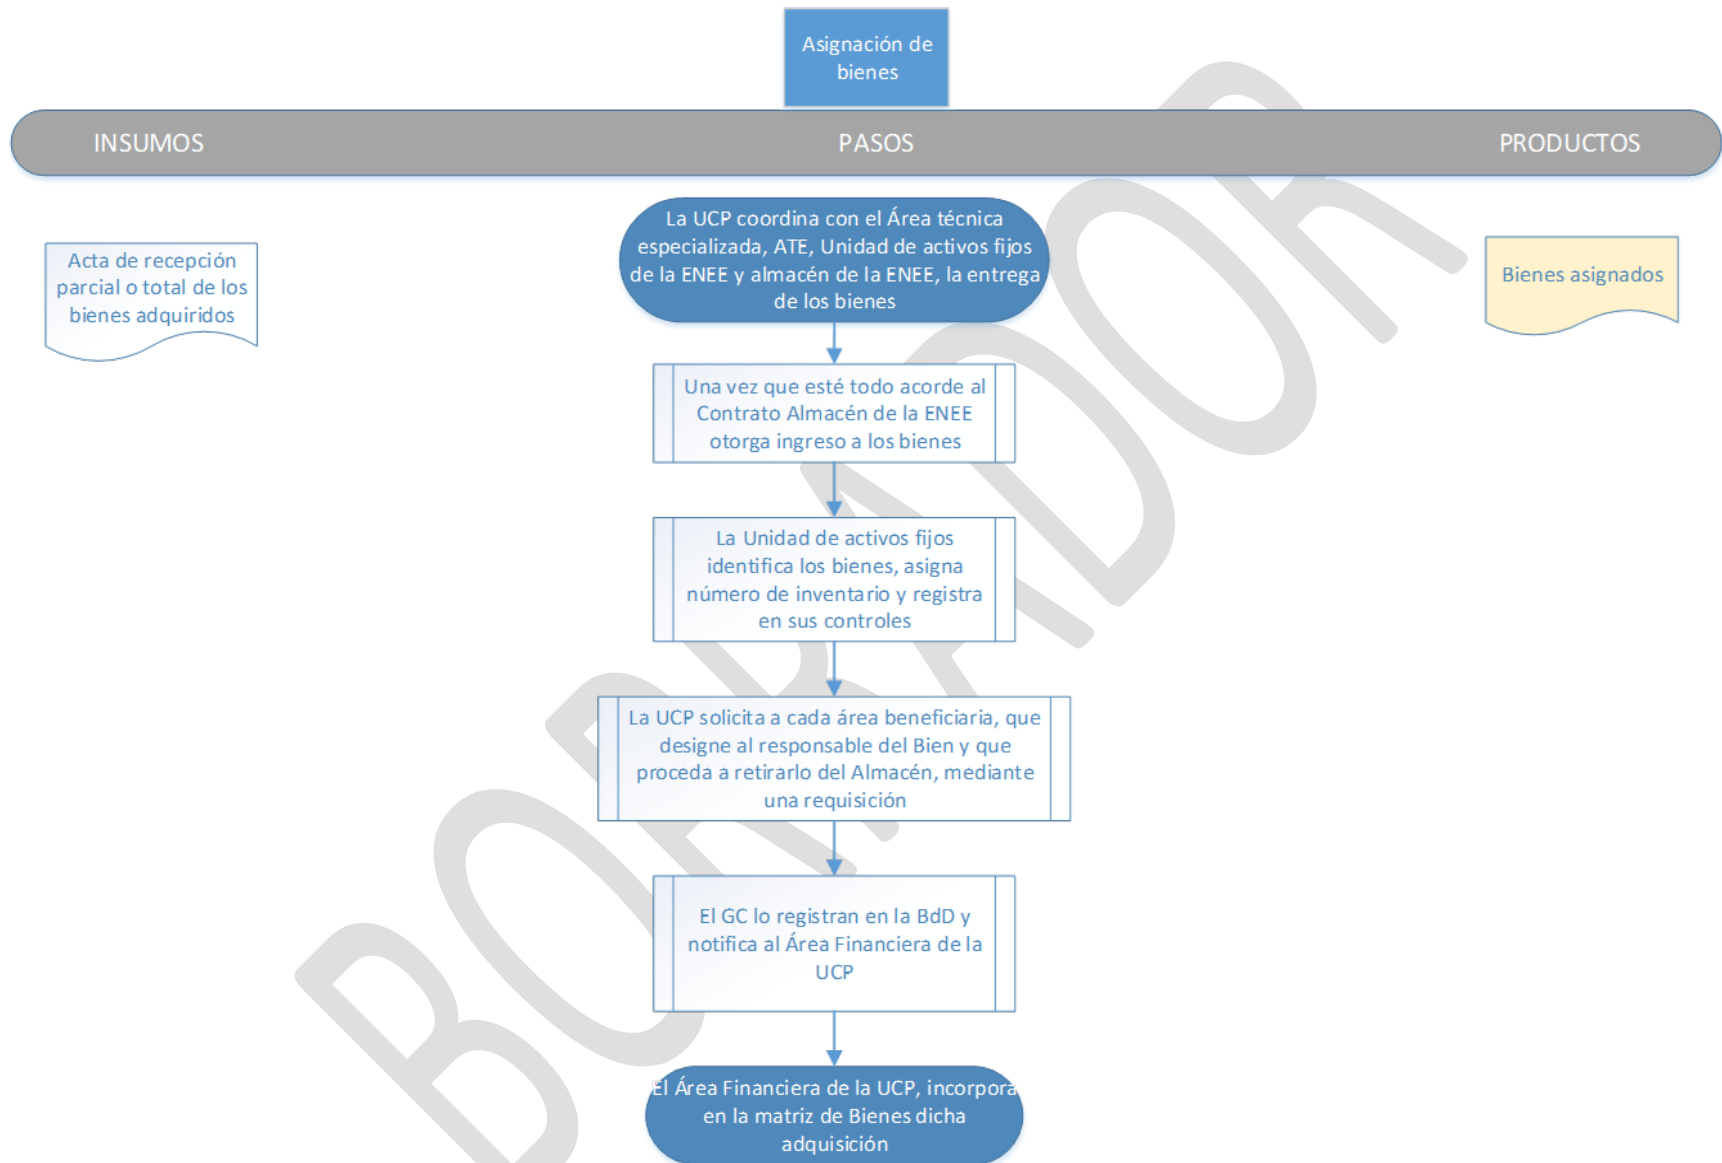 Asignación de
bienes
INSUMOS
PASOS
PRODUCTOS
Acta de recepción
parcial o total de los
bienes adquiridos
La UCP coordina con el Área técnica
especializada, ATE, Unidad de activos fijos
de la ENEE y almacén de la ENEE, la entrega
de los bienes
Bienes asignados
Una vez que esté todo acorde al
Contrato Almacén de la ENEE
otorga ingreso a los bienes
La Unidad de activos fijos
identifica los bienes, asigna
número de inventario y registra
en sus controles
La UCP solicita a cada área beneficiaria, que
designe al responsable del Bien y que
proceda a retirarlo del Almacén, mediante
una requisición
El GC lo registran en la BdD y
notifica al Área Financiera de la
UCP
El Área Financiera de la UCP, incorpora
en la matriz de Bienes dicha
adquisición
BORRADOR